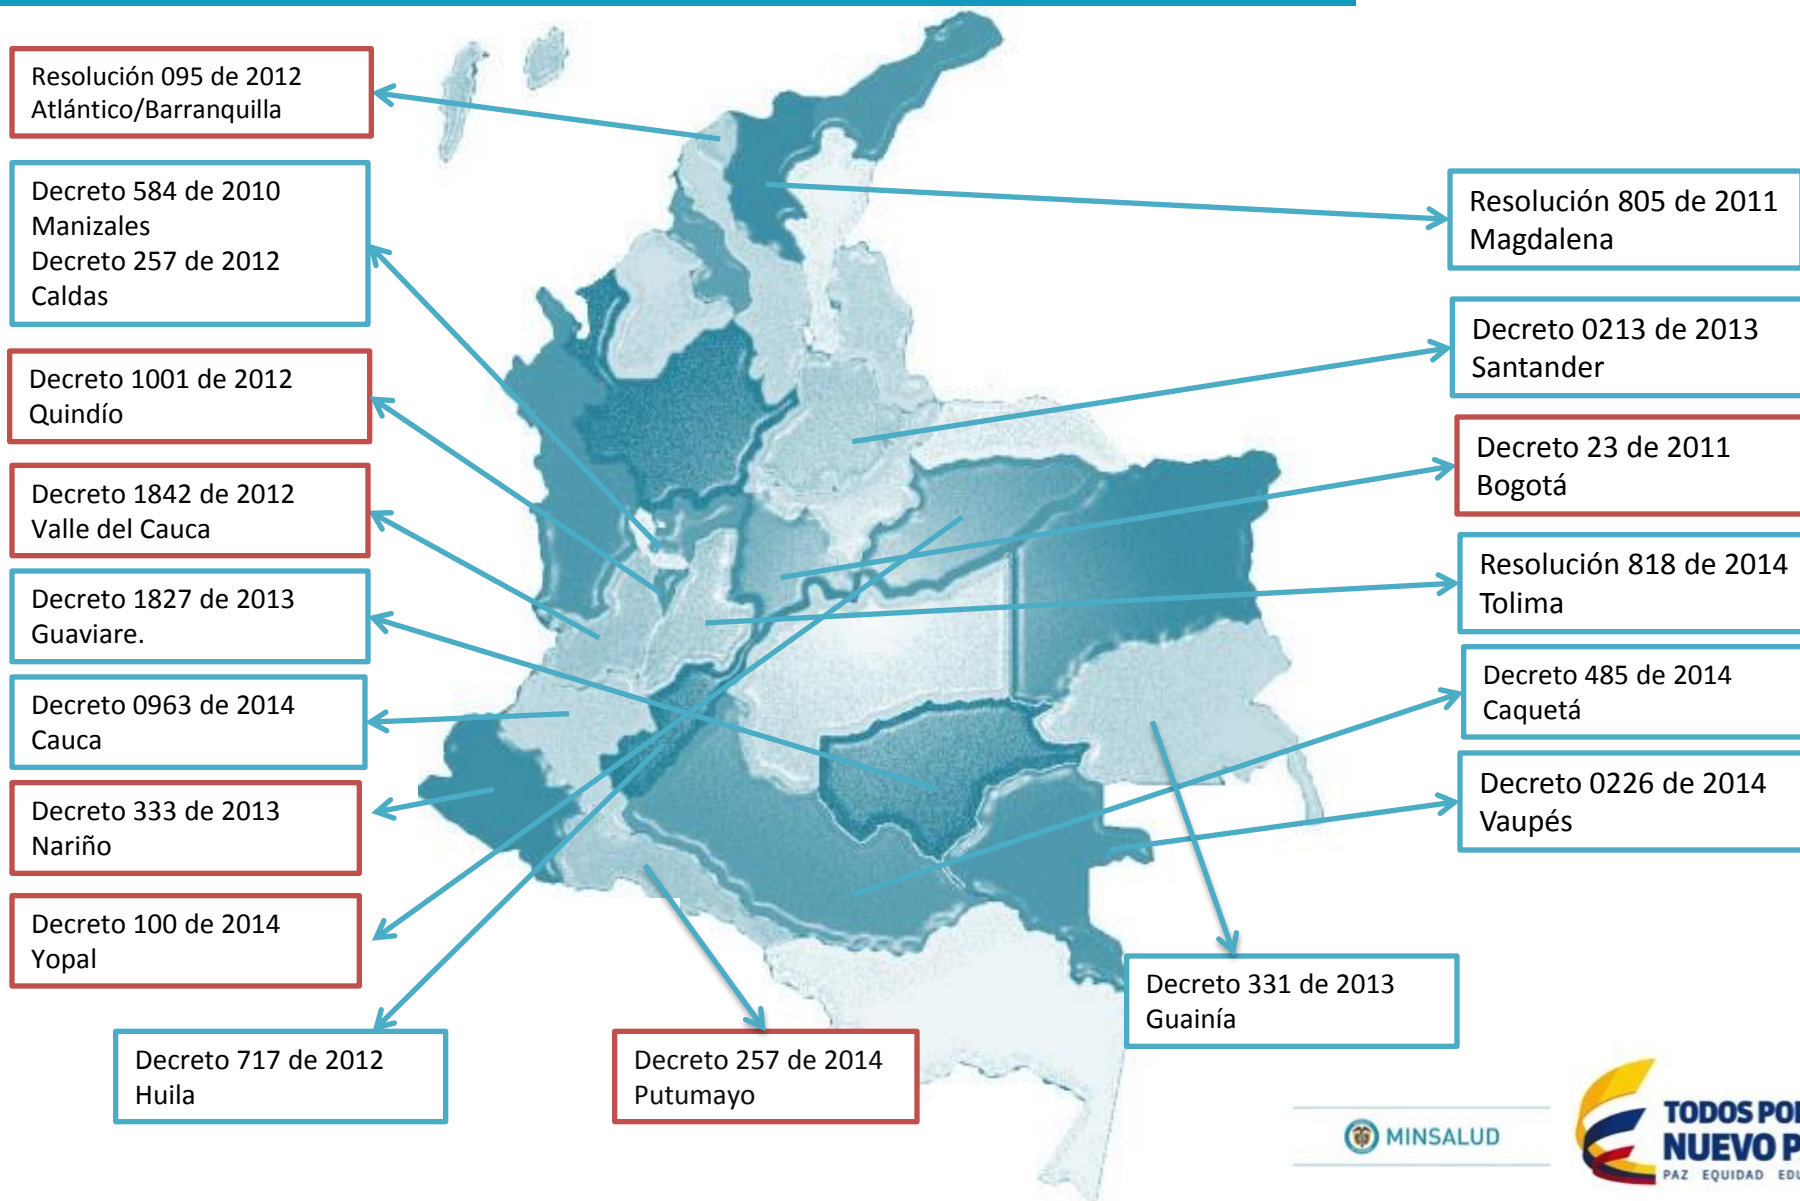 Resolución 095 de 2012
Atlántico/Barranquilla
Decreto 584 de 2010
Manizales
Decreto 257 de 2012
Caldas
Decreto 1001 de 2012
Quindío
Decreto 1842 de 2012
Valle del Cauca
Decreto 1827 de 2013
Guaviare.
Decreto 0963 de 2014
Cauca
Decreto 333 de 2013
Nariño
Decreto 100 de 2014
Yopal
Decreto 717 de 2012
Huila
Decreto 257 de 2014
Putumayo
Resolución 805 de 2011
Magdalena
Decreto 0213 de 2013
Santander
Decreto 23 de 2011
Bogotá
Resolución 818 de 2014
Tolima
Decreto 485 de 2014
Caquetá
Decreto 0226 de 2014
Vaupés
Decreto 331 de 2013
Guainía
MINSALUD
TODOS POR
NUEVO P
PAZ EQUIDAD EDU